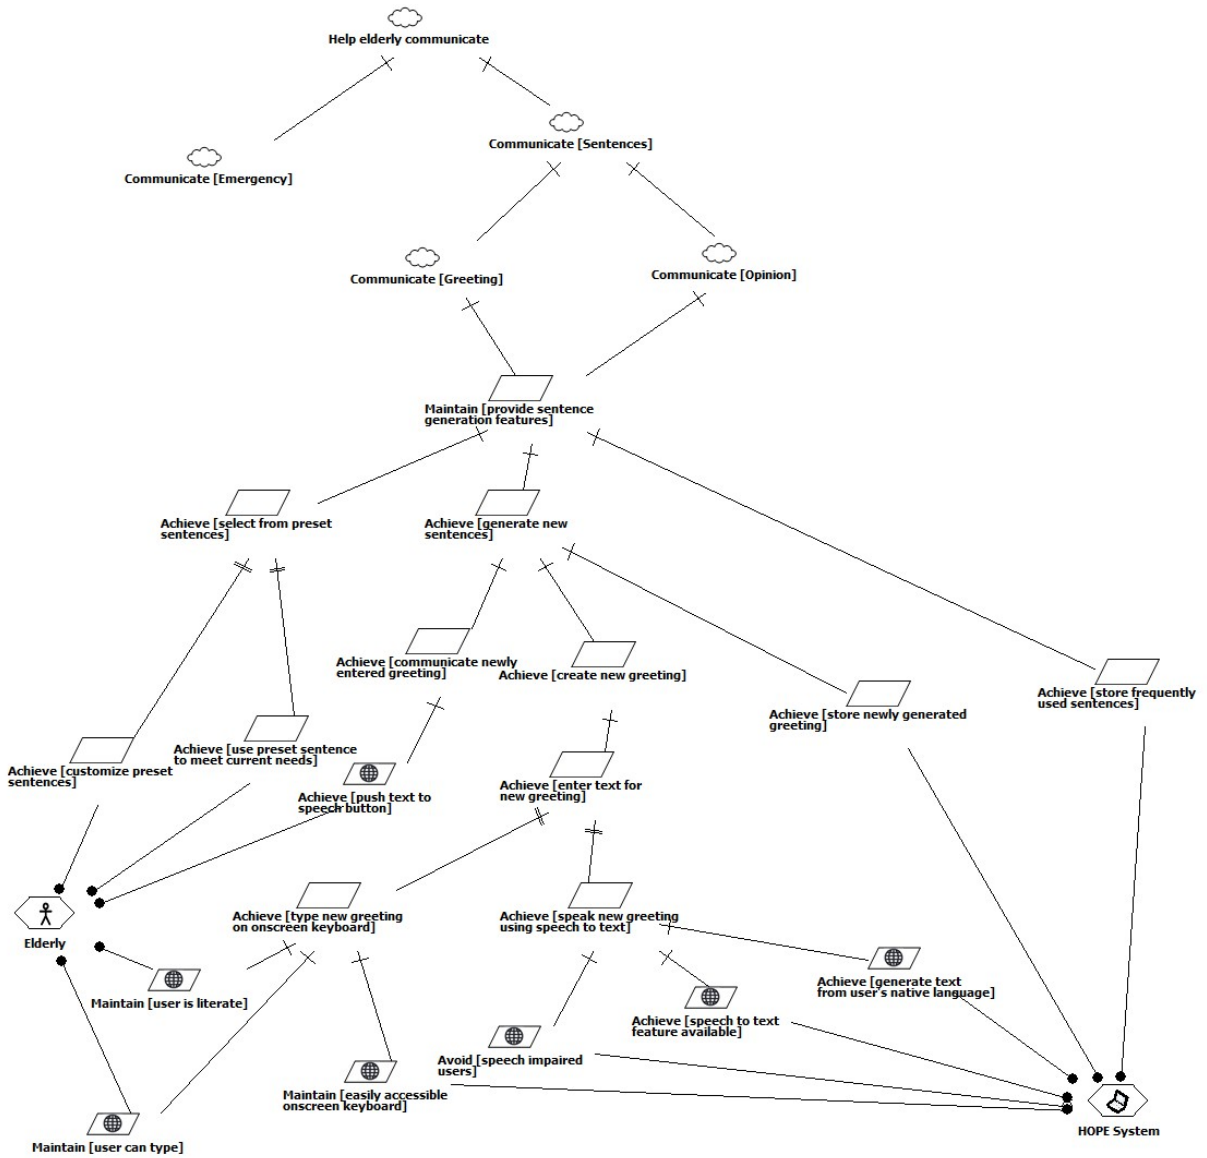 Help elderly communicate
Communicate [Sentences]
Communicate [Emergency]
Communicate [Greeting]
Communicate [Opinion]
Maintain [provide sentence
generation features]
Achieve [select from preset
sentences]
Achieve [generate new
sentences]
Achieve [communicate newly
entered greeting]
Achieve [create new greeting]
Achieve [store newly generated
greeting]
Achieve [store frequently
used sentences]
Achieve [customize preset
sentences]
Achieve [use preset sentence
to meet current needs]
Achieve [push text to
speech button]
Achieve [enter text for
new greeting]
Elderly
Achieve [type new greeting
on onscreen keyboard]
Achieve [speak new greeting
using speech to text]
Maintain [user is literate]
Achieve [generate text
from user's native language]
Achieve [speech to text
feature available]
Avoid [speech impaired
users]
Maintain [easily accessible
onscreen keyboard]
HOPE System
Maintain [user can type]